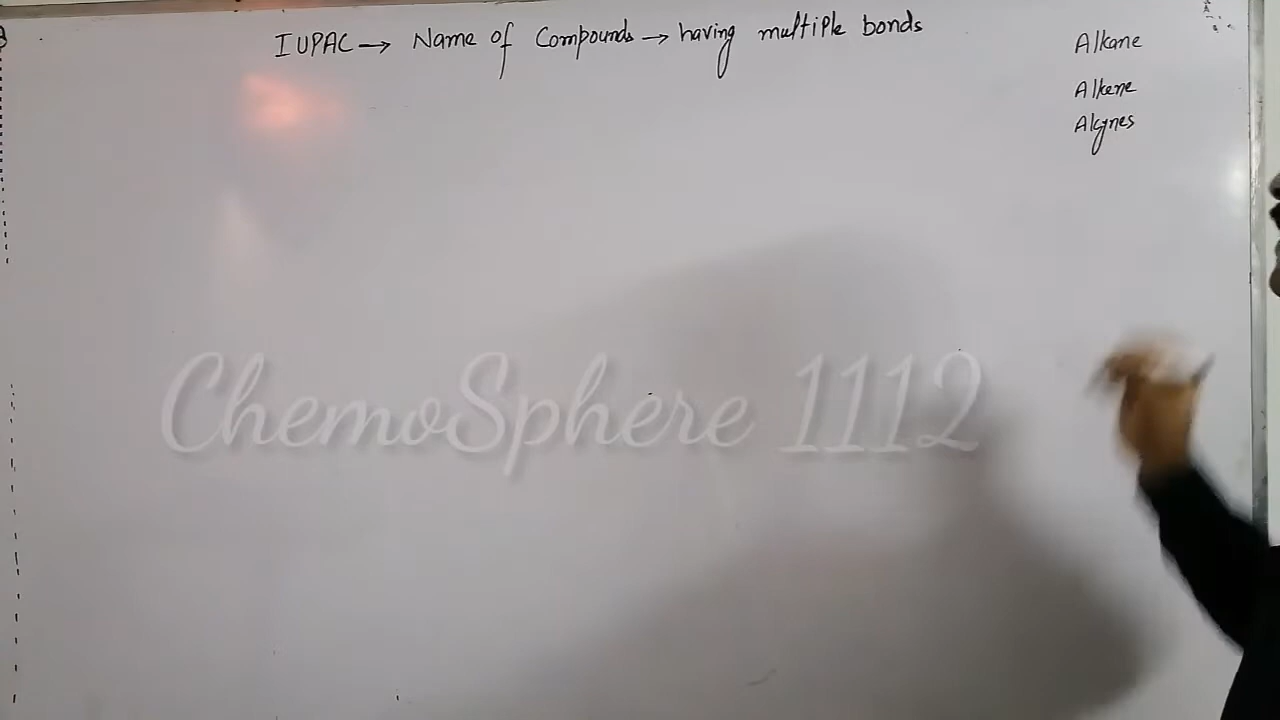 IUPAC → Name of Compounds → having multiple bonds
Alkane
Alkene
Alkynes
ChemoSphere 1112